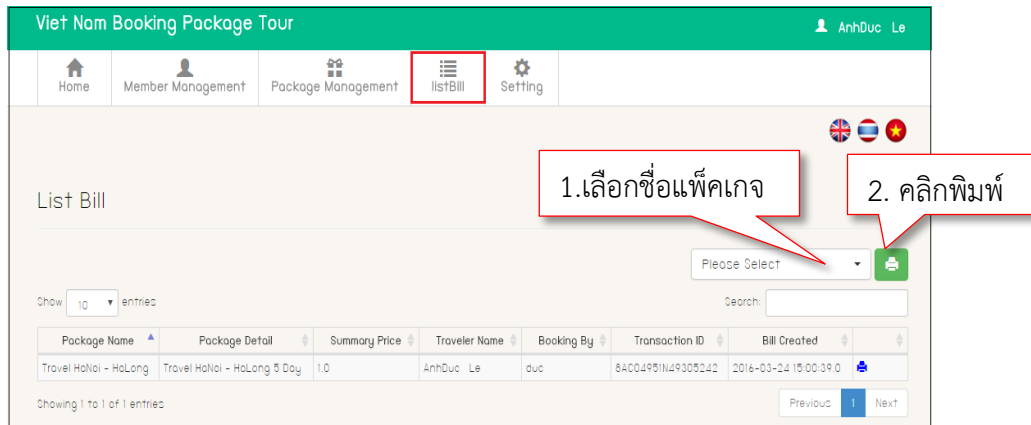 Viet Nam Booking Package Tour
AnhDuc Le
Home Member Management Package Management listBill Setting
1.เลือกชื่อแพ็คเกจ
2. คลิกพิมพ์
List Bill
Please Select
Show 10 entries Search:
Package Name Package Detail Summary Price Traveler Name Booking By Transaction ID Bill Created
Travel HaNoi - HaLong Travel HaNoi - HaLong 5 Day 1.0 AnhDuc Le duc 8AC04951N49305242 2016-03-24 15:00:39.0
Showing 1 to 1 of 1 entries Previous 1 Next